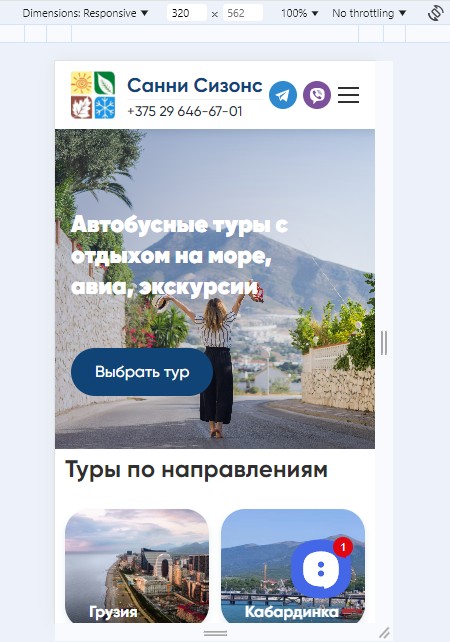 Dimensions: Responsive ▼ 320 × 562 100% ▼ No throttling ▼
Санни Сизонс
+375 29 646-67-01
Автобусные туры с
отдыхом на море,
авиа, экскурсии
Выбрать тур
Туры по направлениям
1
Грузия
Кабардинка